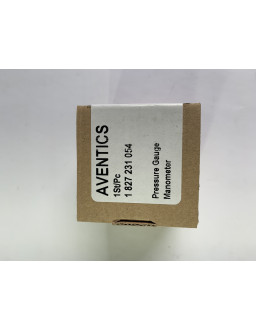 AVENTICS
1St/Pc
1 827 231 054
Pressure Gauge
Manometer